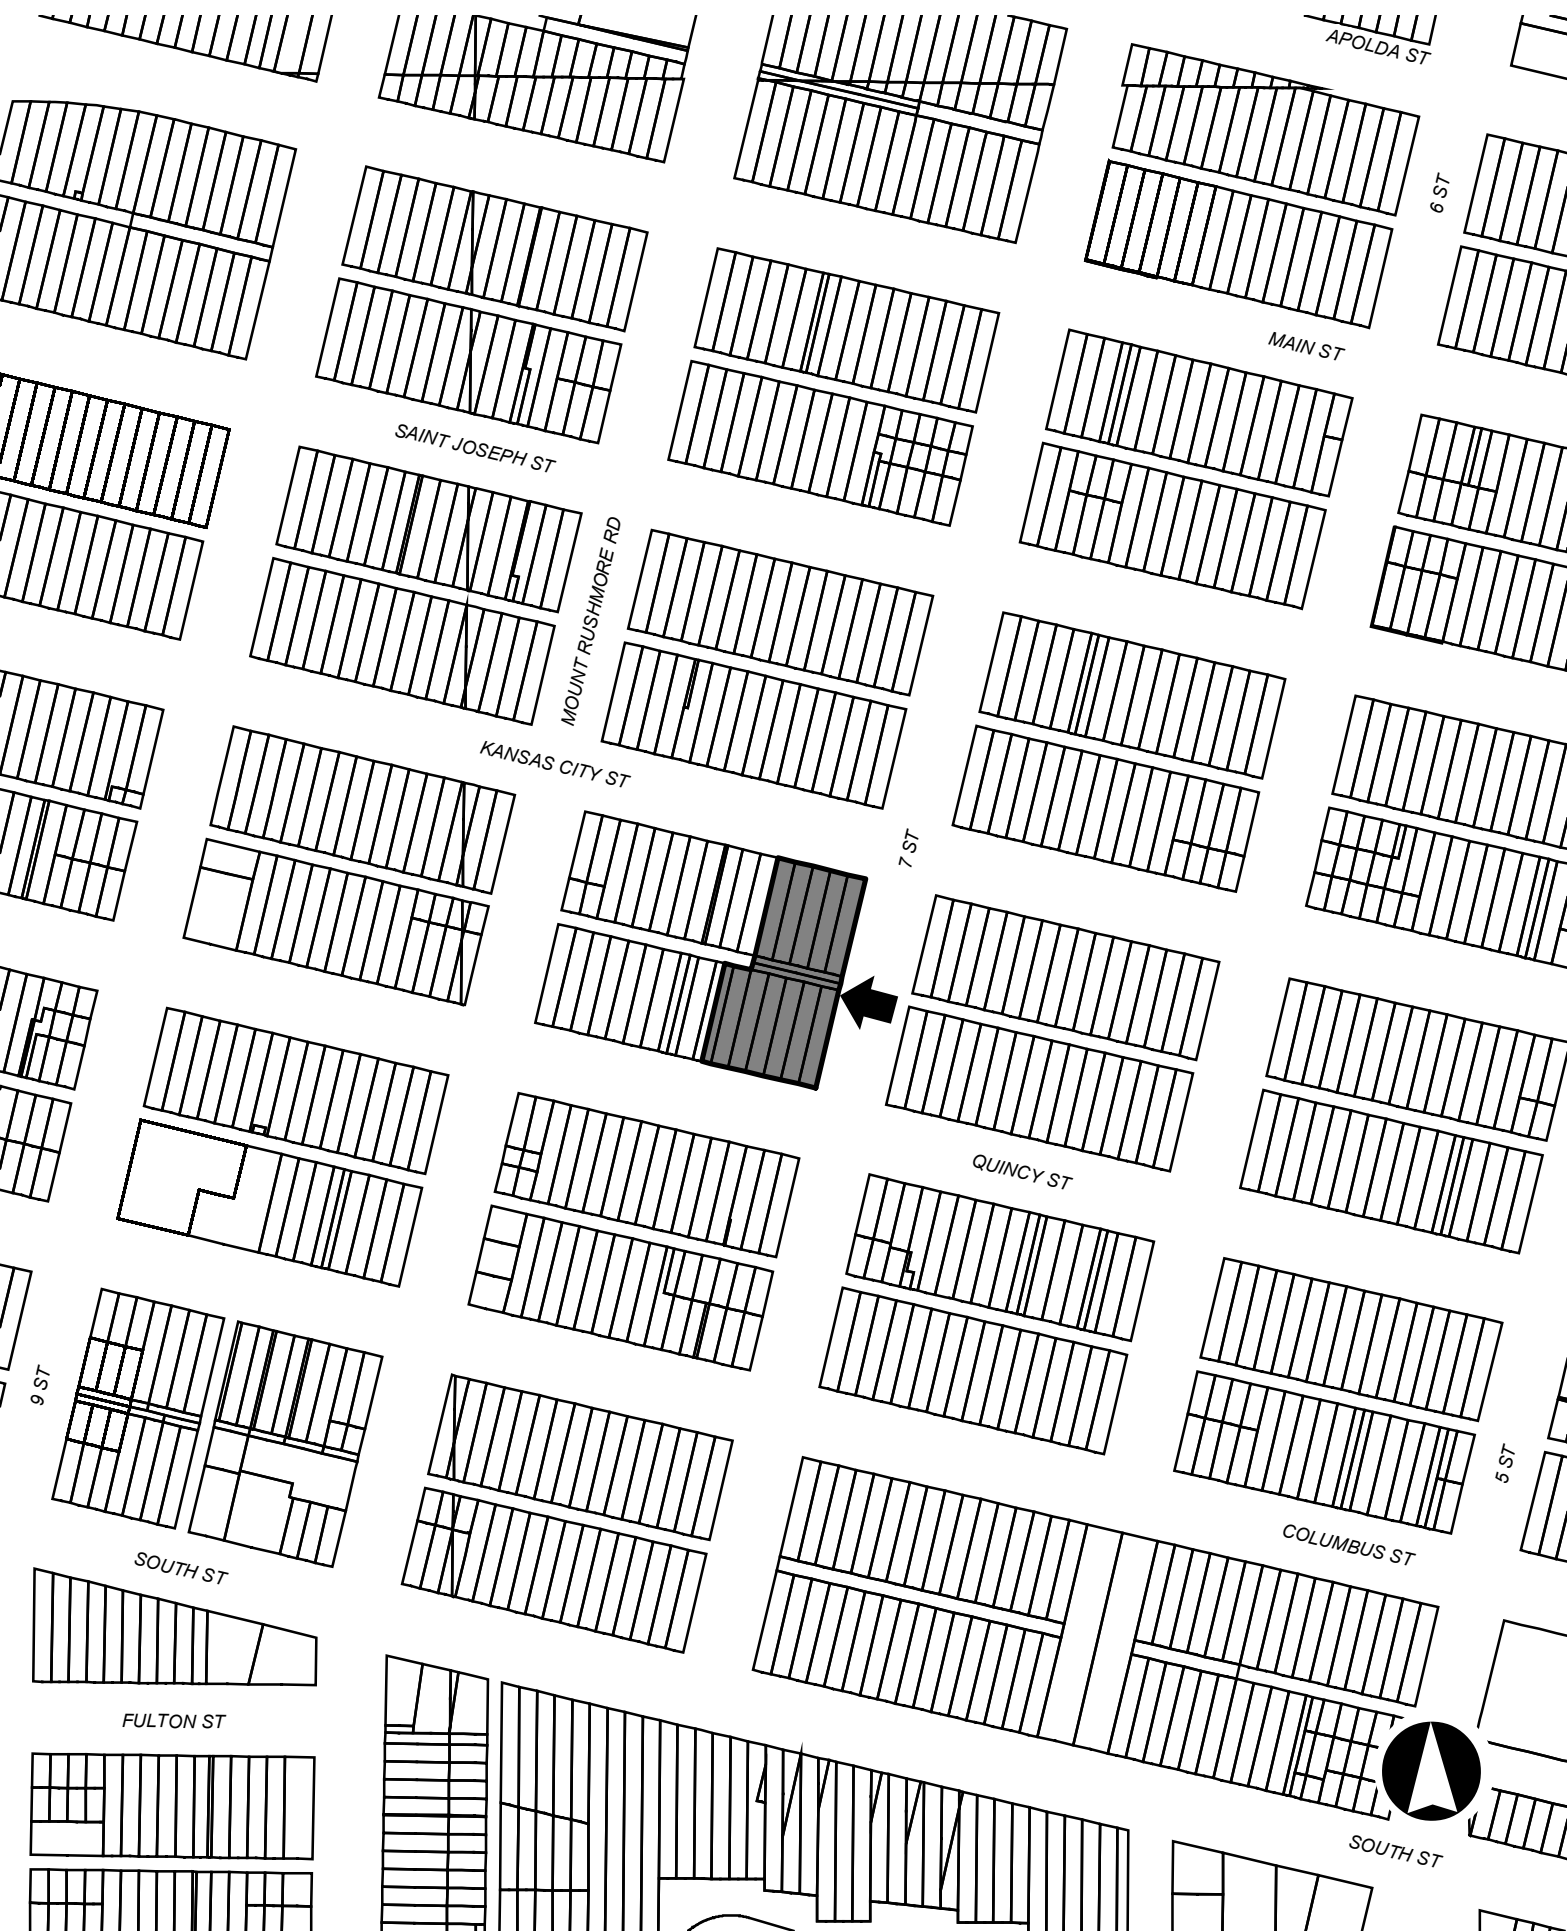 APOLDA ST
6 ST
MAIN ST
SAINT JOSEPH ST
MOUNT RUSHMORE RD
KANSAS CITY ST
7 ST
QUINCY ST
9 ST
5 ST
COLUMBUS ST
SOUTH ST
FULTON ST
SOUTH ST